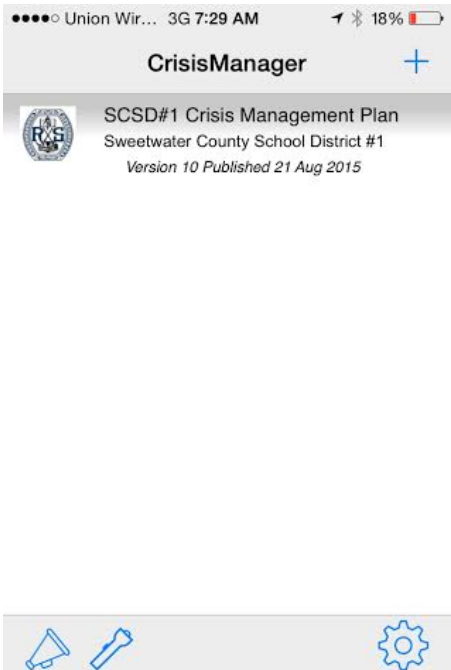 Union Wir... 3G 7:29 AM 18%
CrisisManager
SCSD#1 Crisis Management Plan
Sweetwater County School District #1
Version 10 Published 21 Aug 2015
R S